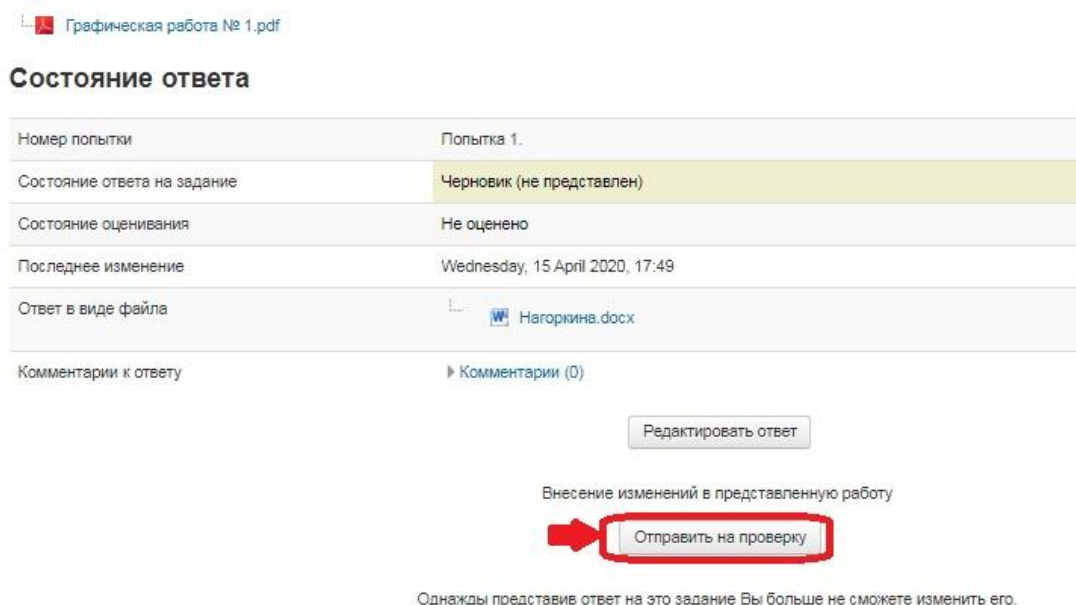 Графическая работа № 1.pdf
Состояние ответа
Номер попытки Попытка 1.
Состояние ответа на задание Черновик (не представлен)
Состояние оценивания Не оценено
Последнее изменение Wednesday, 15 April 2020, 17:49
Ответ в виде файла Нагоркина.docx
Комментарии к ответу Комментарии (0)
Редактировать ответ
Внесение изменений в представленную работу
Отправить на проверку
Однажды представив ответ на это задание Вы больше не сможете изменить его.